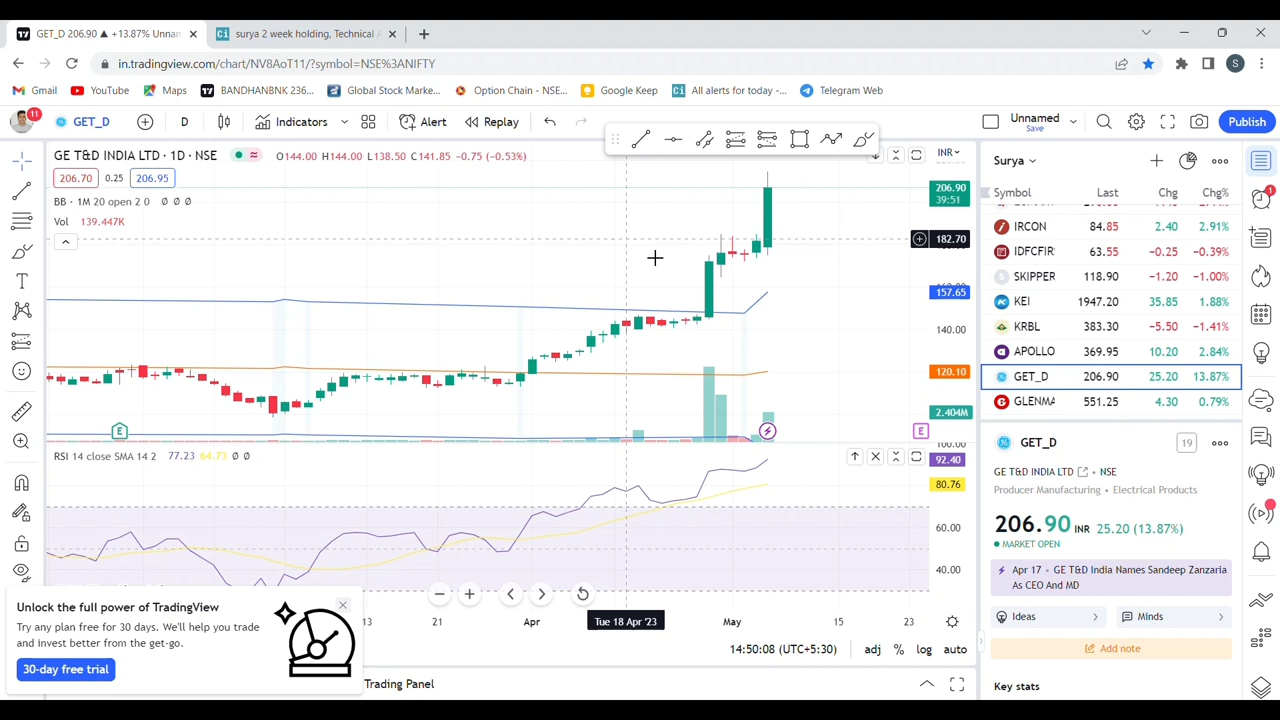 GET_D 206.90 ▲ +13.87% Unnan
surya 2 week holding, Technical A
in.tradingview.com/chart/NV8AoT11/?symbol=NSE%3ANIFTY
S
Gmail YouTube Maps BANDHANBNK 236... Global Stock Marke... Option Chain - NSE... Google Keep All alerts for today -... Telegram Web
11 GET_D D Indicators Alert Replay Unnamed Save Publish
GE T&D INDIA LTD · 1D · NSE O144.00 H144.00 L138.50 C141.85 -0.75 (-0.53%) INR
206.70 0.25 206.95
BB · 1M 20 open 2 0 Ø Ø Ø
Vol 139.447K
206.90
39:51
182.70
157.65
140.00
120.10
2.404M
E E
RSI 14 close SMA 14 2 77.23 64.73 Ø Ø
100.00
92.40
80.76
60.00
40.00
13 21 Apr Tue 18 Apr '23 May 15 23
14:50:08 (UTC+5:30) adj % log auto
Trading Panel
Unlock the full power of TradingView
Try any plan free for 30 days. We'll help you trade
and invest better from the get-go.
30-day free trial
Surya
Symbol Last Chg Chg%
IRCON 84.85 2.40 2.91%
IDFCFIR 63.55 -0.25 -0.39%
SKIPPER 118.90 -1.20 -1.00%
KEI 1947.20 35.85 1.88%
KRBL 383.30 -5.50 -1.41%
APOLLO 369.95 10.20 2.84%
GET_D 206.90 25.20 13.87%
GLENMA 551.25 4.30 0.79%
GET_D 19
GE T&D INDIA LTD • NSE
Producer Manufacturing • Electrical Products
206.90 INR 25.20 (13.87%)
MARKET OPEN
Apr 17 • GE T&D India Names Sandeep Zanzaria
As CEO And MD
Ideas Minds
Add note
Key stats
1